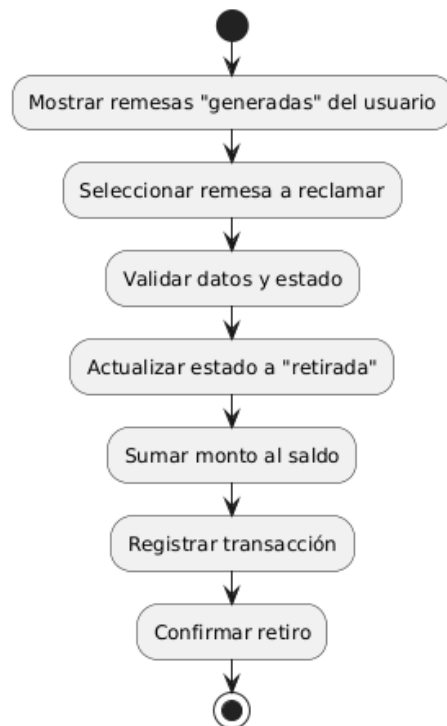 Mostrar remesas "generadas" del usuario
Seleccionar remesa a reclamar
Validar datos y estado
Actualizar estado a "retirada"
Sumar monto al saldo
Registrar transacción
Confirmar retiro